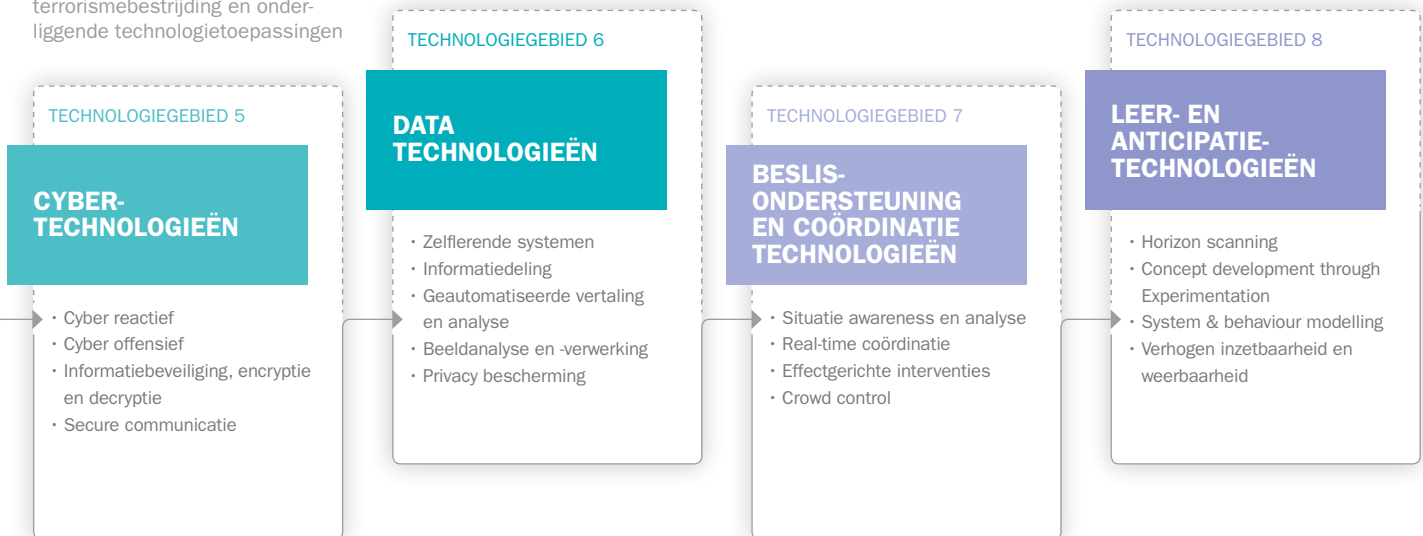 terrorismebestrijding en onder-
liggende technologietoepassingen
TECHNOLOGIEGEBIED 5
CYBER-
TECHNOLOGIEËN
· Cyber reactief
· Cyber offensief
· Informatiebeveiliging, encryptie
en decryptie
· Secure communicatie
TECHNOLOGIEGEBIED 6
DATA
TECHNOLOGIEËN
· Zelflerende systemen
· Informatiedeling
· Geautomatiseerde vertaling
en analyse
· Beeldanalyse en -verwerking
· Privacy bescherming
TECHNOLOGIEGEBIED 7
BESLIS-
ONDERSTEUNING
EN COÖRDINATIE
TECHNOLOGIEËN
· Situatie awareness en analyse
· Real-time coördinatie
· Effectgerichte interventies
· Crowd control
TECHNOLOGIEGEBIED 8
LEER- EN
ANTICIPATIE-
TECHNOLOGIEËN
· Horizon scanning
· Concept development through
Experimentation
· System & behaviour modelling
· Verhogen inzetbaarheid en
weerbaarheid